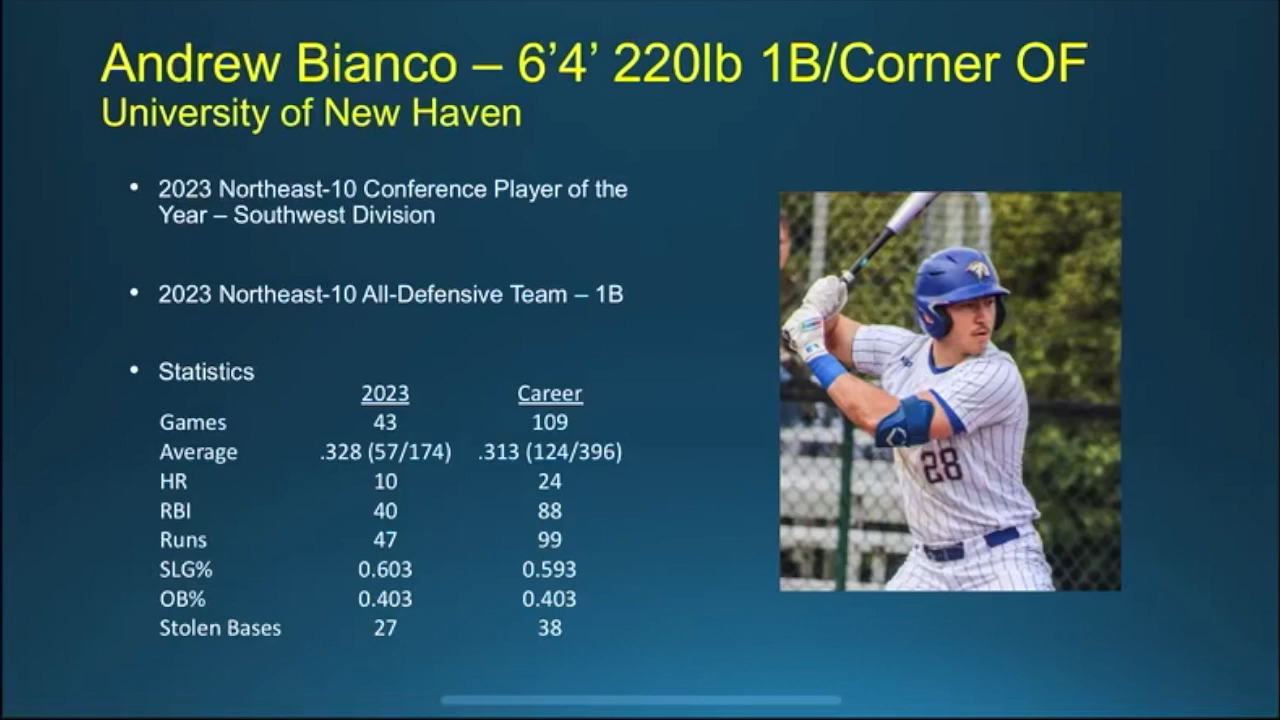 Andrew Bianco – 6’4’ 220lb 1B/Corner OF
University of New Haven
• 2023 Northeast-10 Conference Player of the
Year – Southwest Division
• 2023 Northeast-10 All-Defensive Team – 1B
• Statistics
2023 Career
Games 43 109
Average .328 (57/174) .313 (124/396)
HR 10 24
RBI 40 88
Runs 47 99
SLG% 0.603 0.593
OB% 0.403 0.403
Stolen Bases 27 38
28